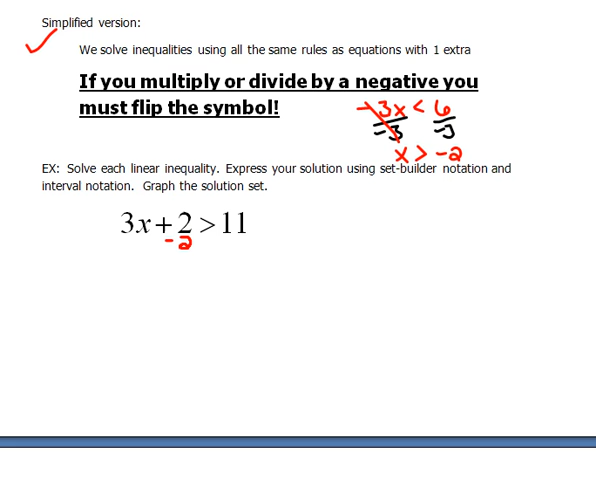 Simplified version:
We solve inequalities using all the same rules as equations with 1 extra
If you multiply or divide by a negative you
must flip the symbol!
-3x < 6
-3 -3
x > -2
EX: Solve each linear inequality. Express your solution using set-builder notation and
interval notation. Graph the solution set.
3x+2>11
-2